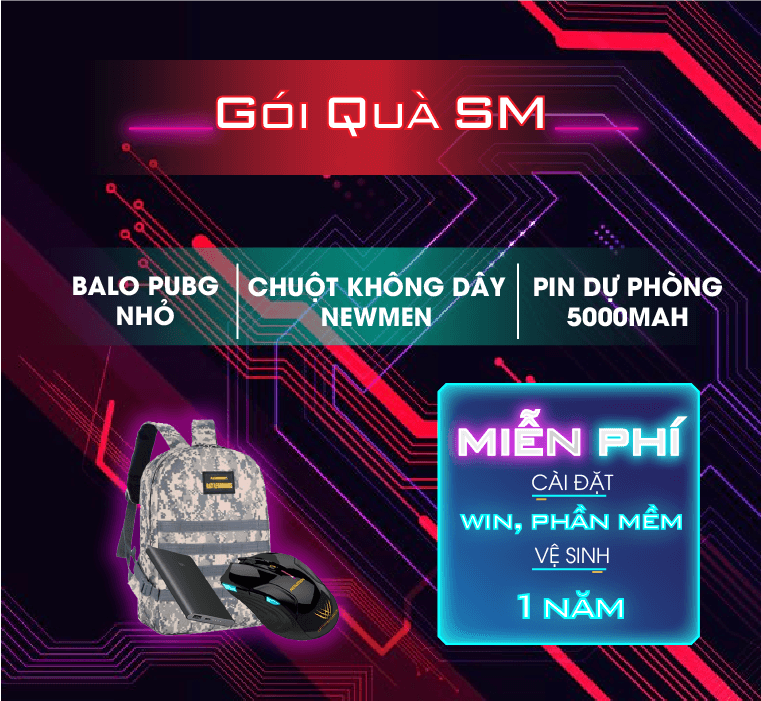 Gói Quà SM
BALO PUBG
NHỎ
CHUỘT KHÔNG DÂY
NEWMEN
PIN DỰ PHÒNG
5000MAH
MIỄN PHÍ
CÀI ĐẶT
WIN, PHẦN MỀM
VỆ SINH
1 NĂM